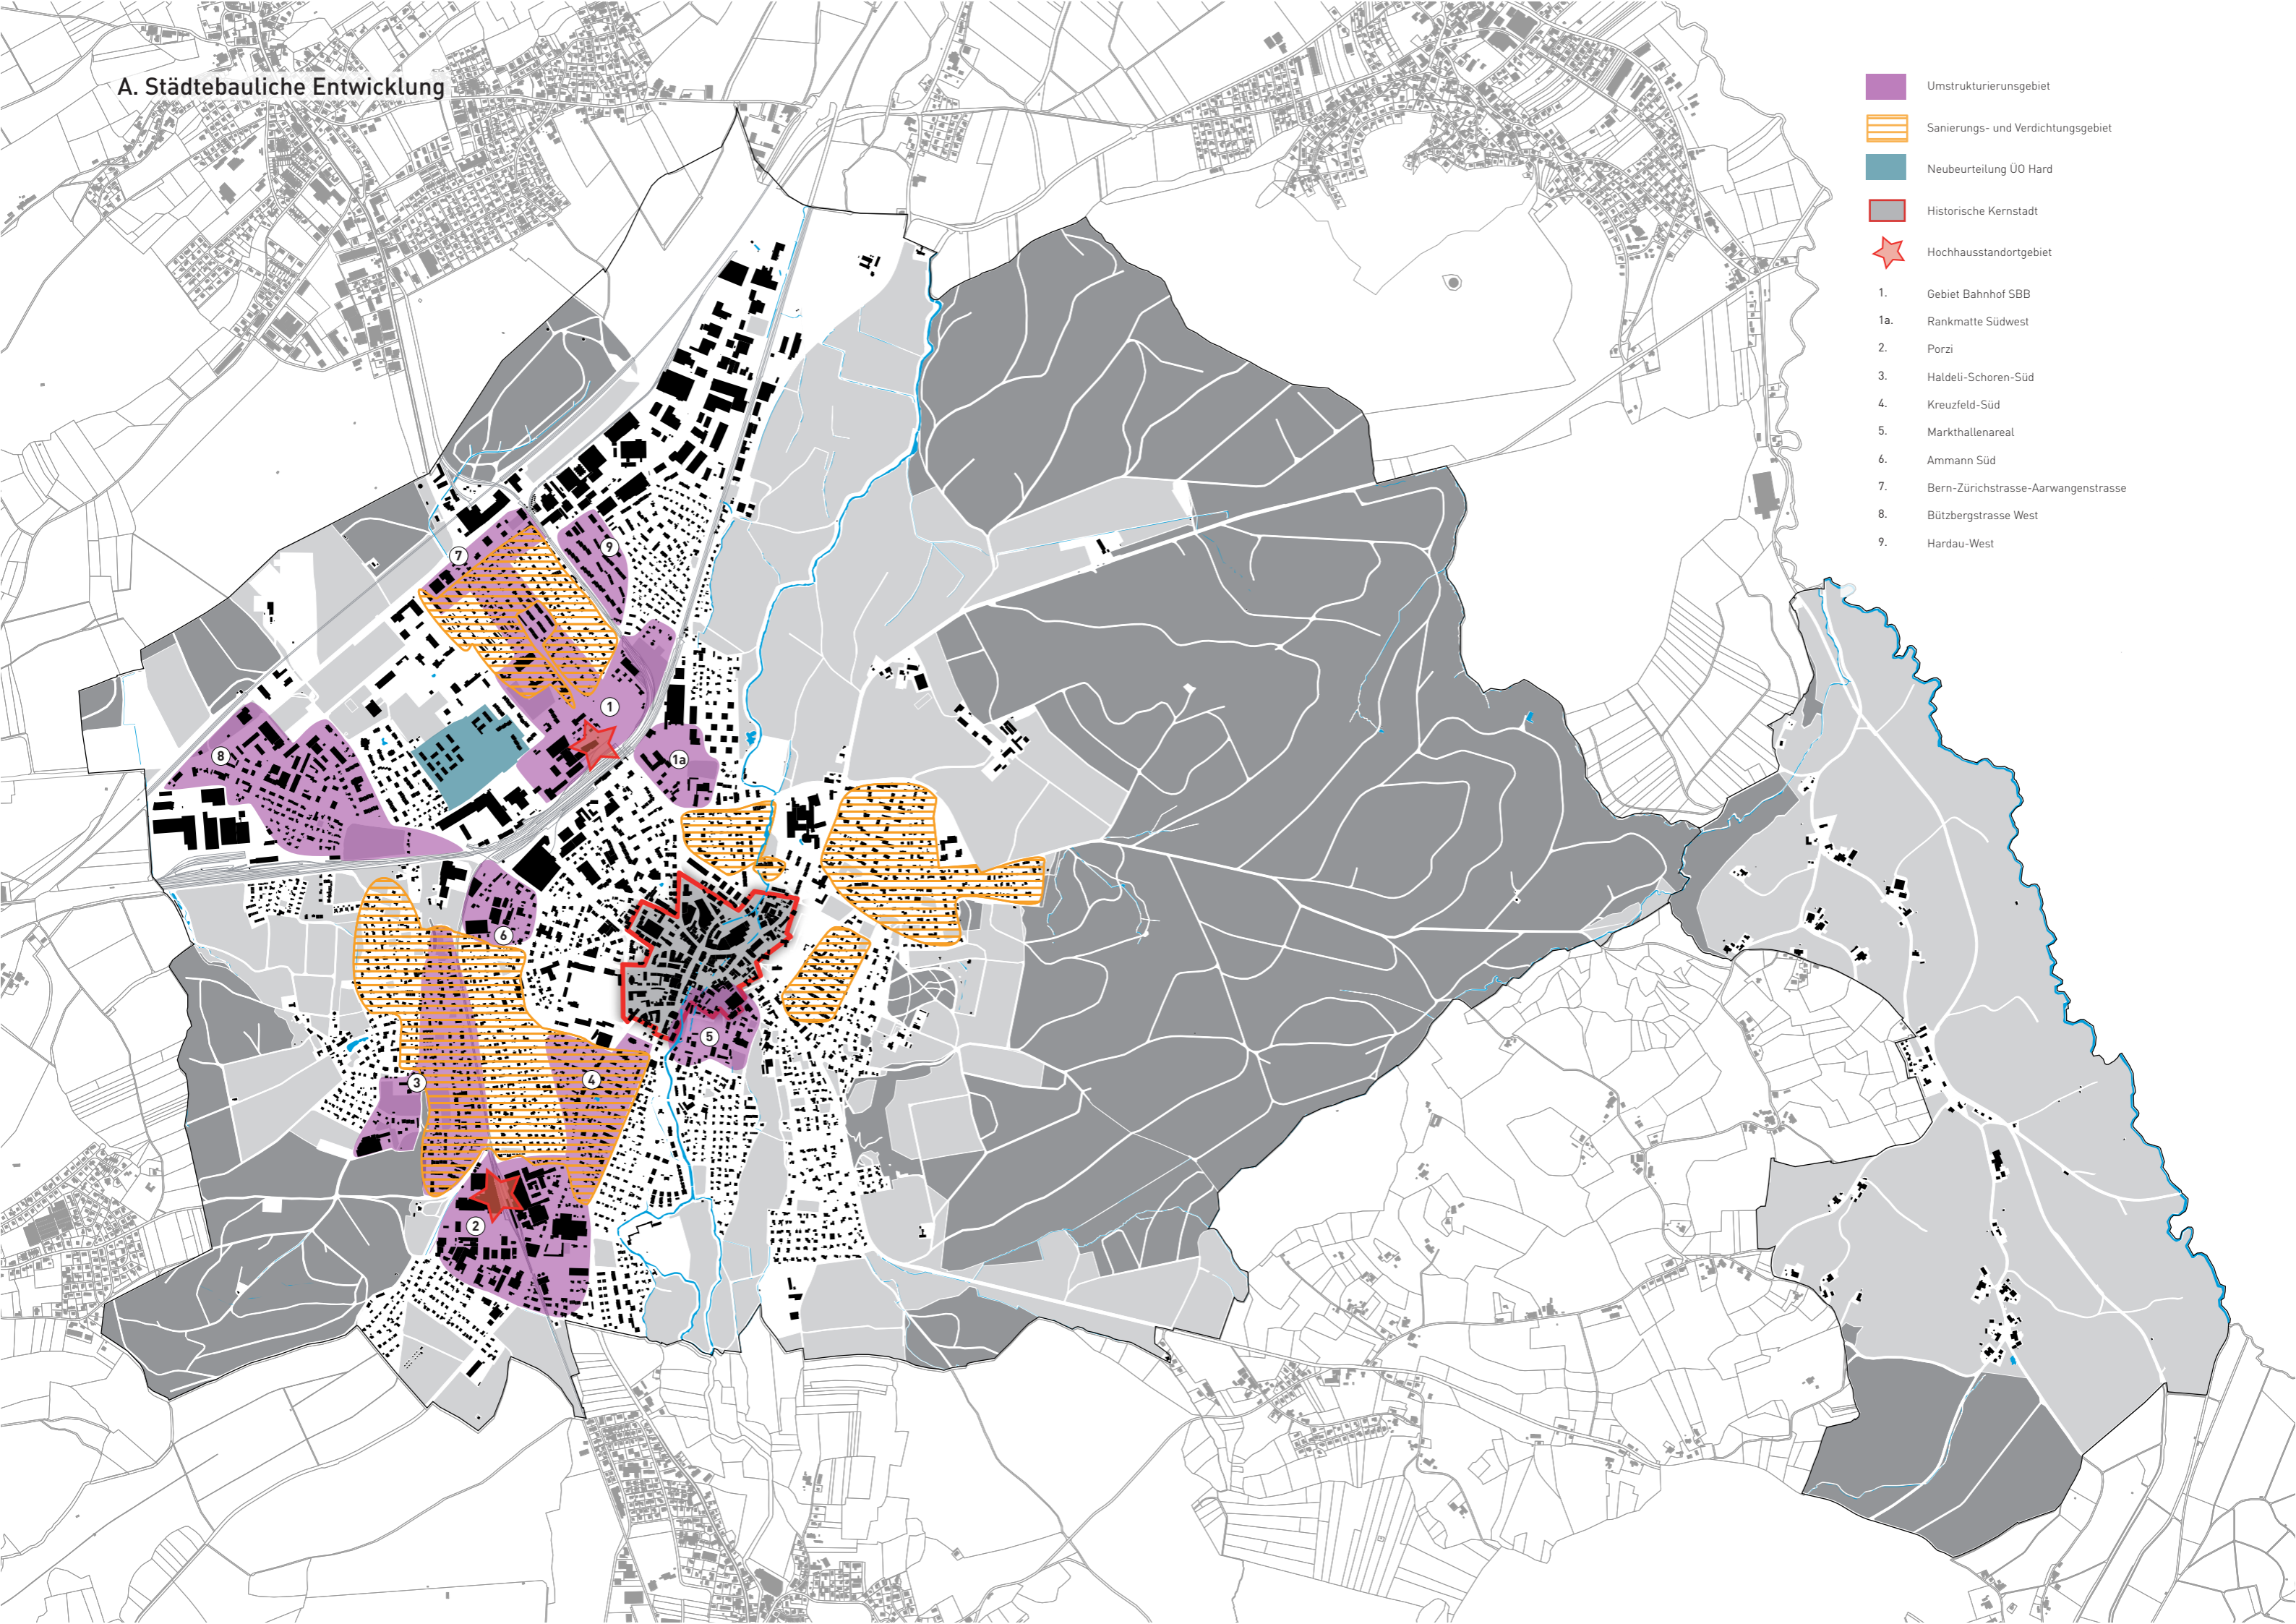 A. Städtebauliche Entwicklung
Umstrukturierunsgebiet
Sanierungs- und Verdichtungsgebiet
Neubeurteilung ÜO Hard
Historische Kernstadt
Hochhausstandortgebiet
1. Gebiet Bahnhof SBB
1a. Rankmatte Südwest
2. Porzi
3. Haldeli-Schoren-Süd
4. Kreuzfeld-Süd
5. Markthallenareal
6. Ammann Süd
7. Bern-Zürichstrasse-Aarwangenstrasse
8. Bützbergstrasse West
9. Hardau-West
7
9
1
8
1a
6
5
3
4
2